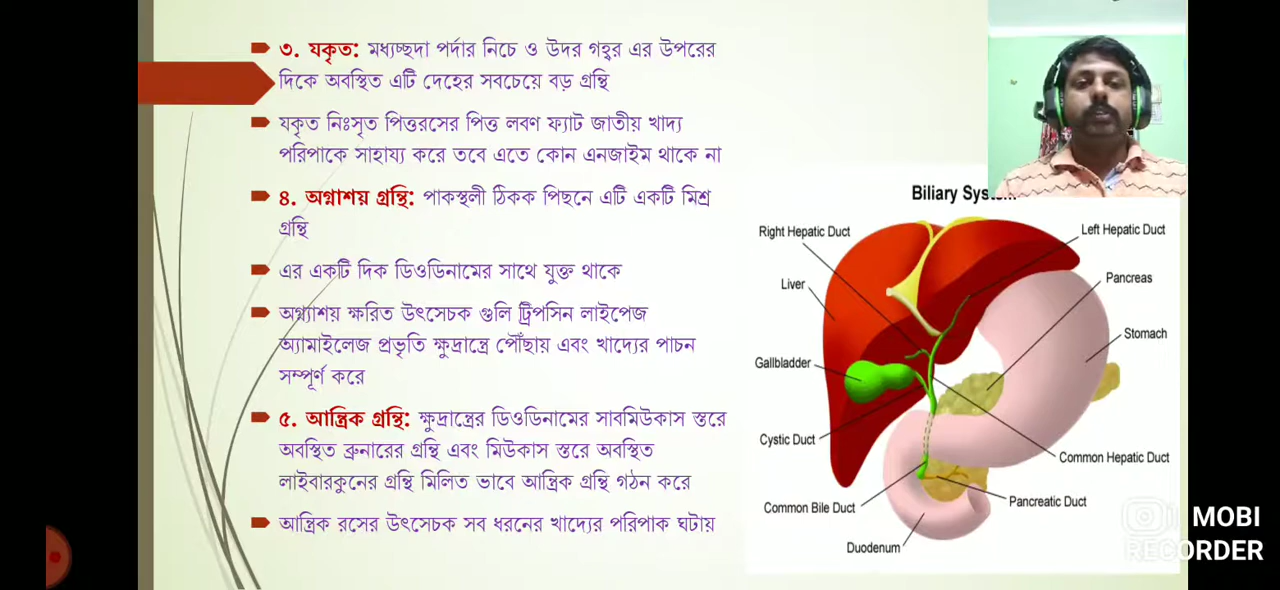 ৩. যকৃত: মধ্যচ্ছদা পর্দার নিচে ও উদর গহ্বর এর উপরের
দিকে অবস্থিত এটি দেহের সবচেয়ে বড় গ্রন্থি
যকৃত নিঃসৃত পিত্তরসের পিত্ত লবণ ফ্যাট জাতীয় খাদ্য
পরিপাকে সাহায্য করে তবে এতে কোন এনজাইম থাকে না
৪. অগ্নাশয় গ্রন্থি: পাকস্থলী ঠিকক পিছনে এটি একটি মিশ্র
গ্রন্থি
এর একটি দিক ডিওডিনামের সাথে যুক্ত থাকে
অগ্ন্যাশয় ক্ষরিত উৎসেচক গুলি ট্রিপসিন লাইপেজ
অ্যামাইলেজ প্রভৃতি ক্ষুদ্রান্ত্রে পৌঁছায় এবং খাদ্যের পাচন
সম্পূর্ণ করে
৫. আন্ত্রিক গ্রন্থি: ক্ষুদ্রান্ত্রের ডিওডিনামের সাবমিউকাস স্তরে
অবস্থিত ব্রুনারের গ্রন্থি এবং মিউকাস স্তরে অবস্থিত
লাইবারকুনের গ্রন্থি মিলিত ভাবে আন্ত্রিক গ্রন্থি গঠন করে
আন্ত্রিক রসের উৎসেচক সব ধরনের খাদ্যের পরিপাক ঘটায়
Biliary System
Right Hepatic Duct
Left Hepatic Duct
Liver
Pancreas
Stomach
Gallbladder
Cystic Duct
Common Hepatic Duct
Common Bile Duct
Pancreatic Duct
Duodenum
MOBI
RECORDER